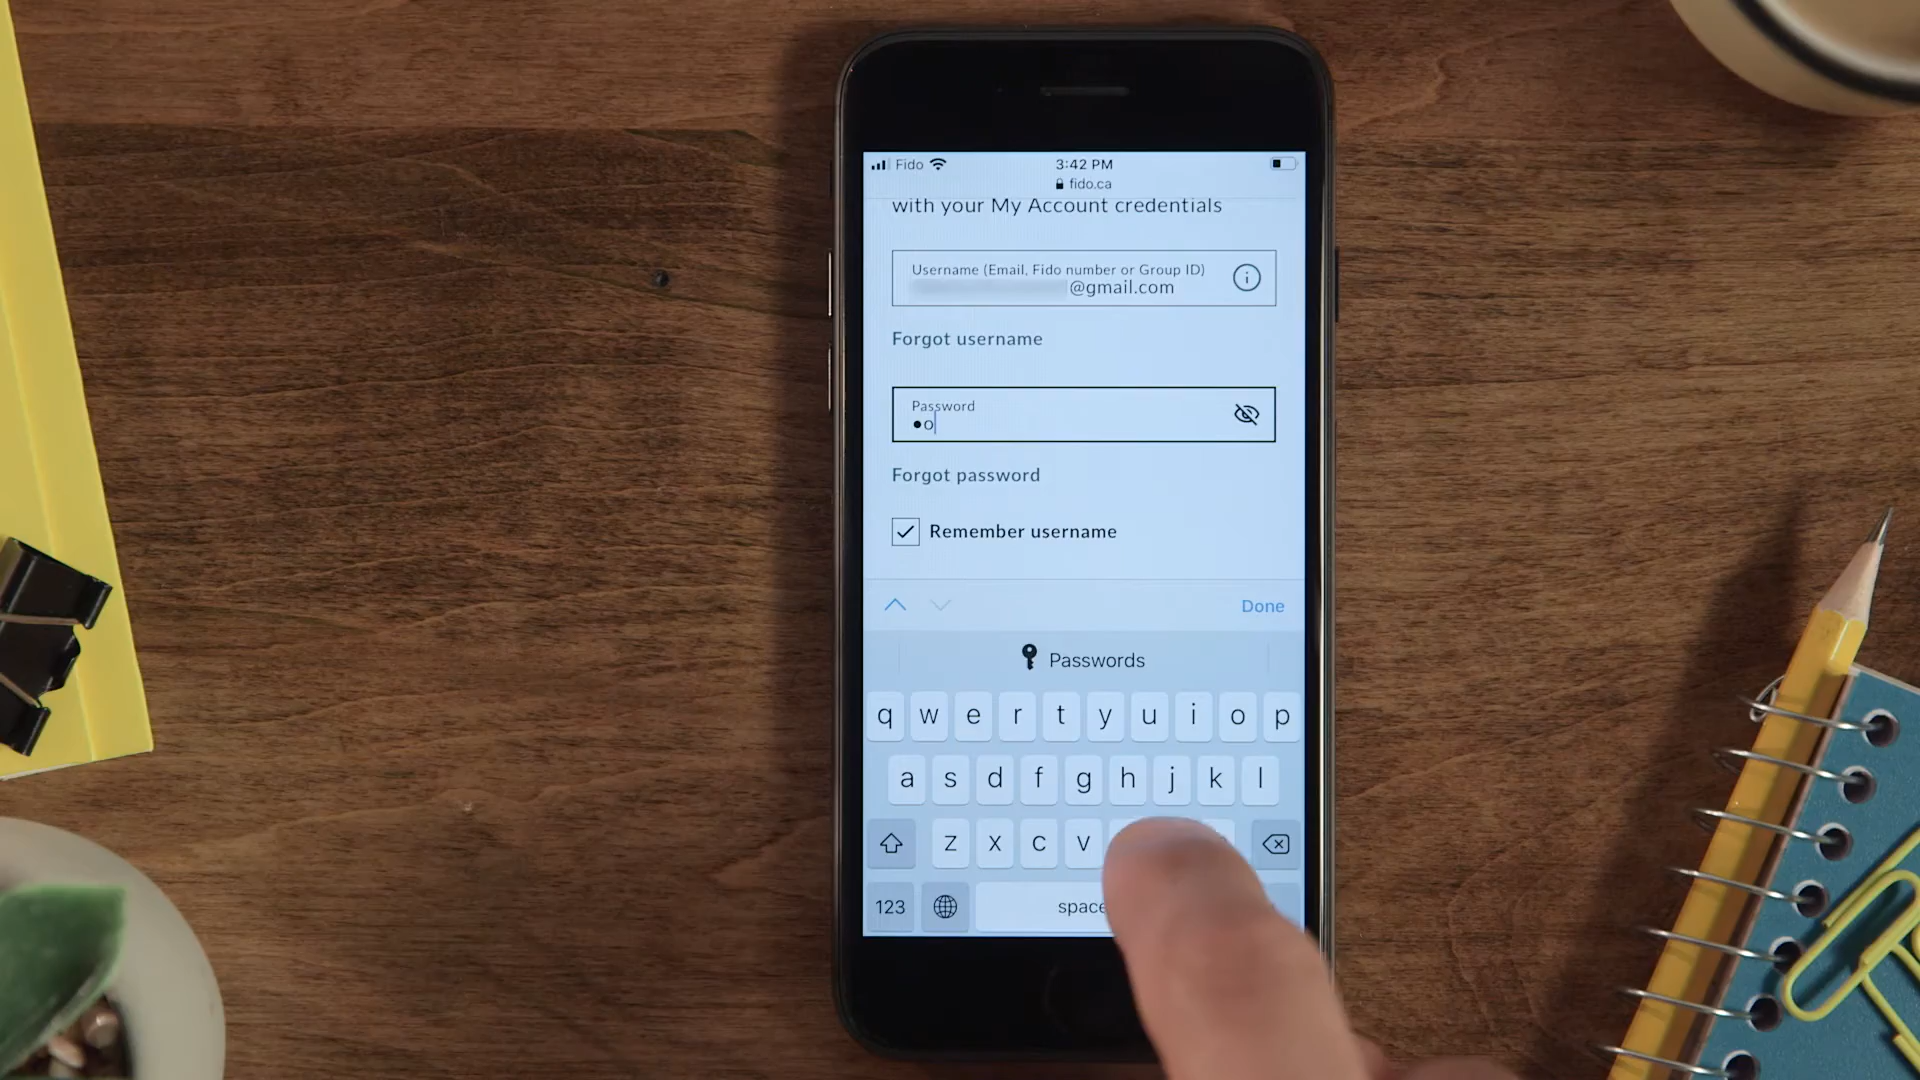 Fido 3:42 PM
fido.ca
with your My Account credentials
Username (Email, Fido number or Group ID)
@gmail.com
Forgot username
Password
●o
Forgot password
Remember username
Done
Passwords
q w e r t y u i o p
a s d f g h j k l
z x c v
123 space